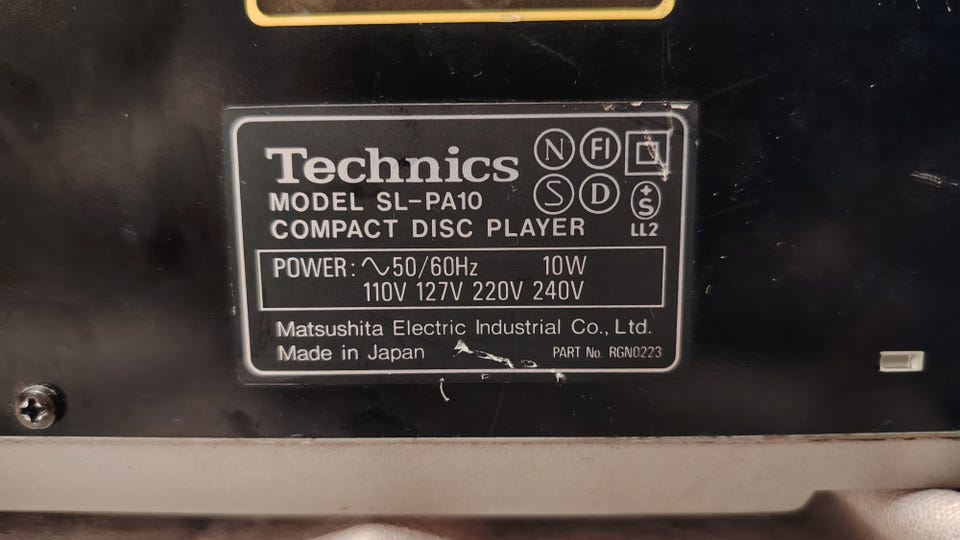 Technics
N FI
MODEL SL-PA10
S D +S
COMPACT DISC PLAYER
LL2
POWER: ∿50/60Hz 10W
110V 127V 220V 240V
Matsushita Electric Industrial Co., Ltd.
Made in Japan
PART No. RGN0223